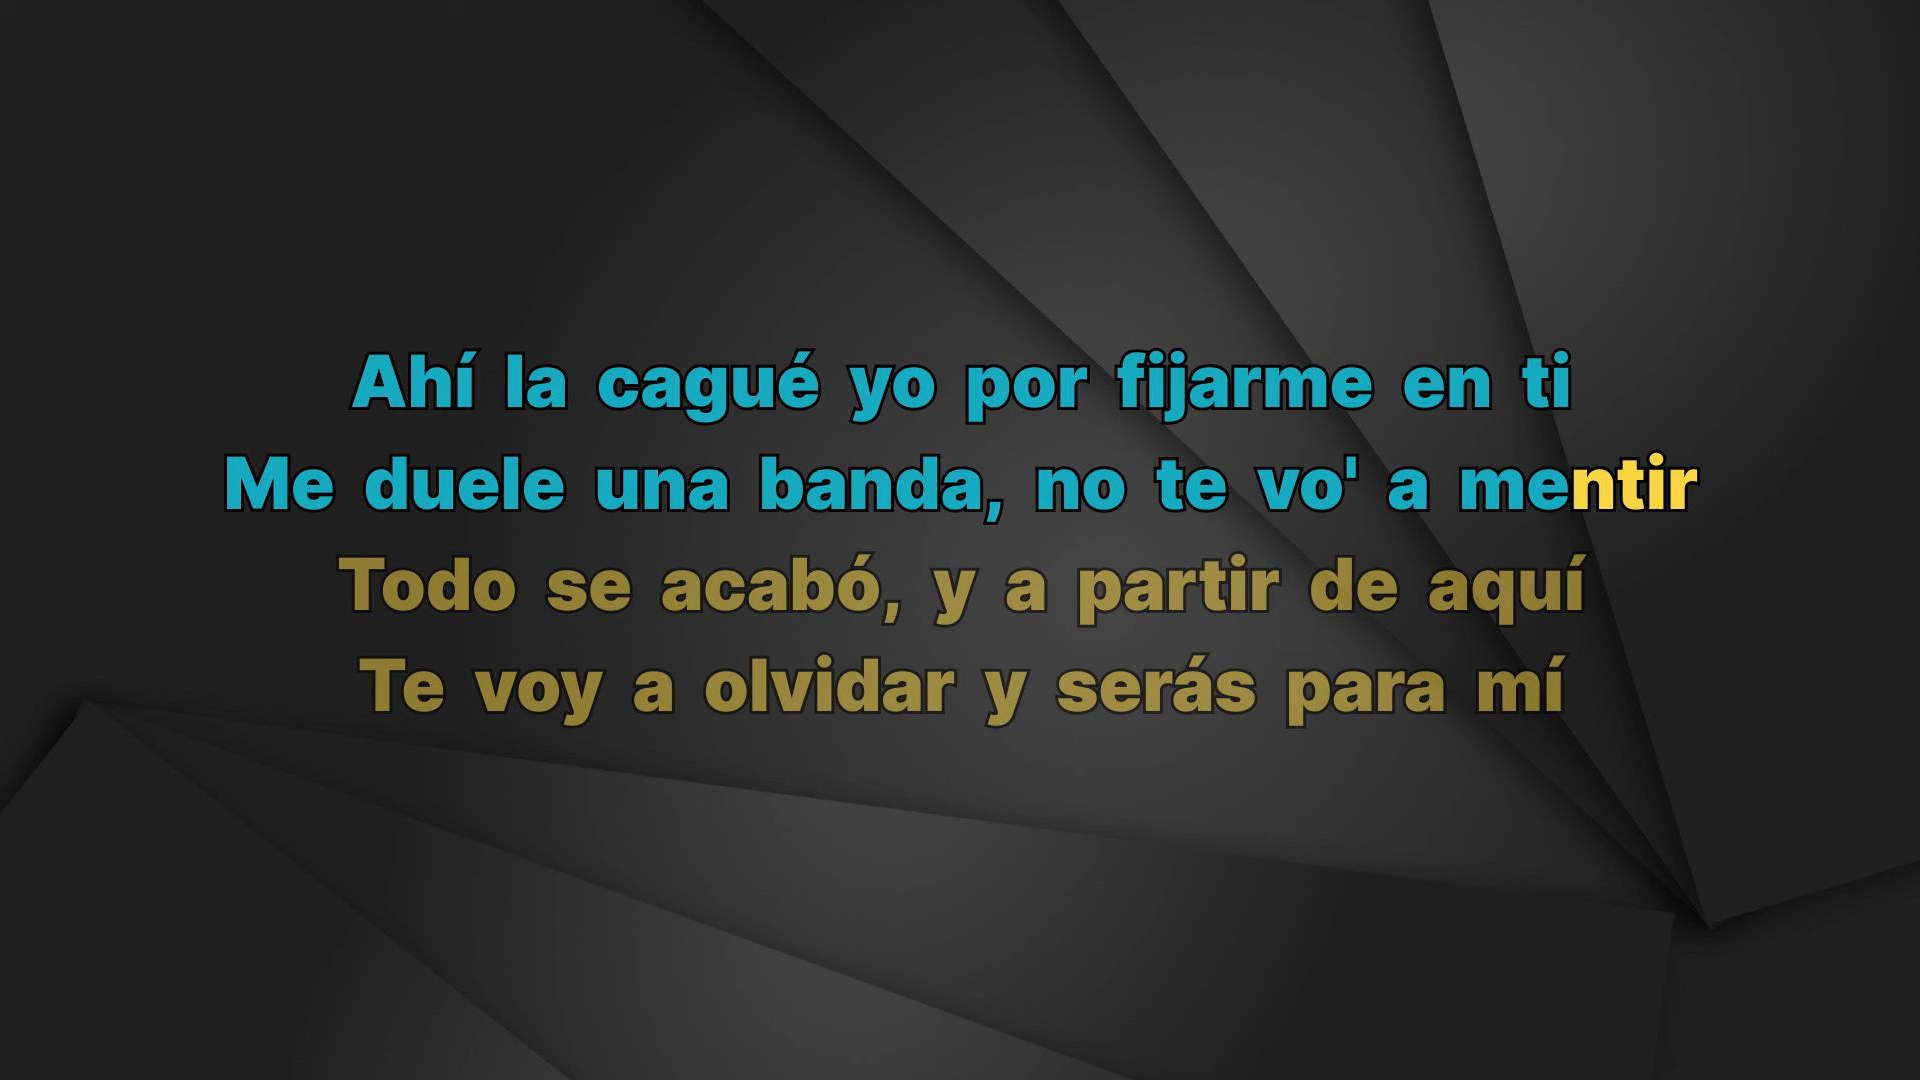 Ahí la cagué yo por fijarme en ti
Me duele una banda, no te vo' a mentir
Todo se acabó, y a partir de aquí
Te voy a olvidar y serás para mí